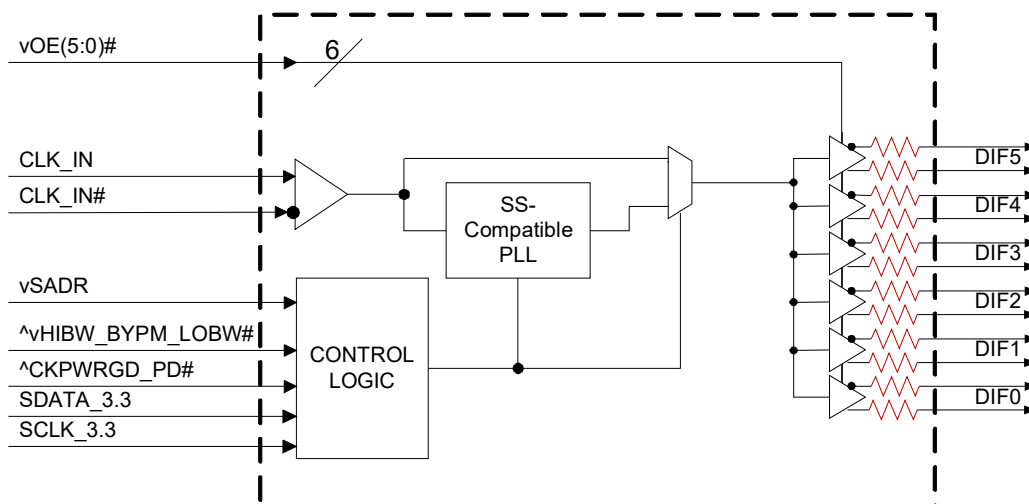 vOE(5:0)#
6
CLK_IN
CLK_IN#
SS-
Compatible
PLL
vSADR
^vHIBW_BYPM_LOBW#
^CKPWRGD_PD#
SDATA_3.3
SCLK_3.3
CONTROL
LOGIC
DIF5
DIF4
DIF3
DIF2
DIF1
DIF0